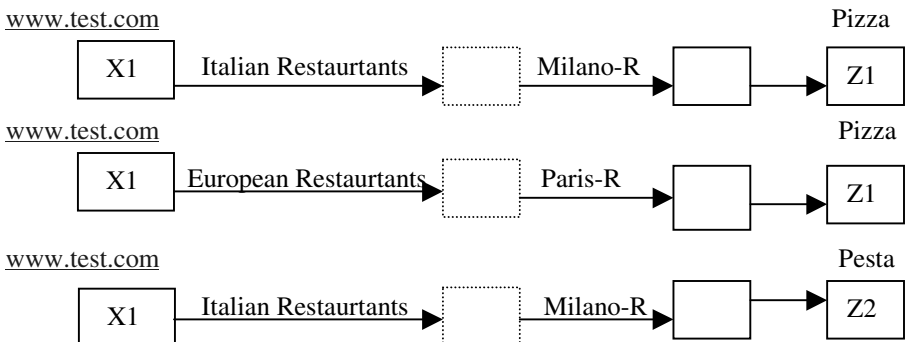 www.test.com Pizza
X1 Italian Restaurtants Milano-R Z1
www.test.com Pizza
X1 European Restaurtants Paris-R Z1
www.test.com Pesta
X1 Italian Restaurtants Milano-R Z2